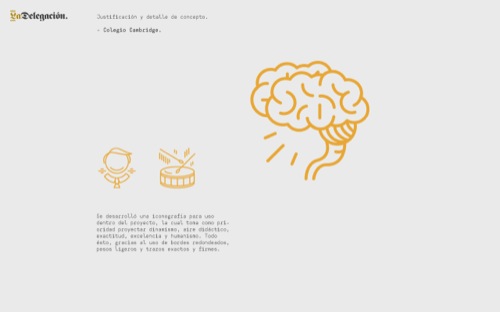 LaDelegación.
Justificación y detalle de concepto.
- Colegio Cambridge.
Se desarrolló una iconografía para uso
dentro del proyecto, la cual toma como pri-
oridad proyectar dinamismo, aire didáctico,
exactitud, excelencia y humanismo. Todo
ésto, gracias al uso de bordes redondeados,
pesos ligeros y trazos exactos y firmes.